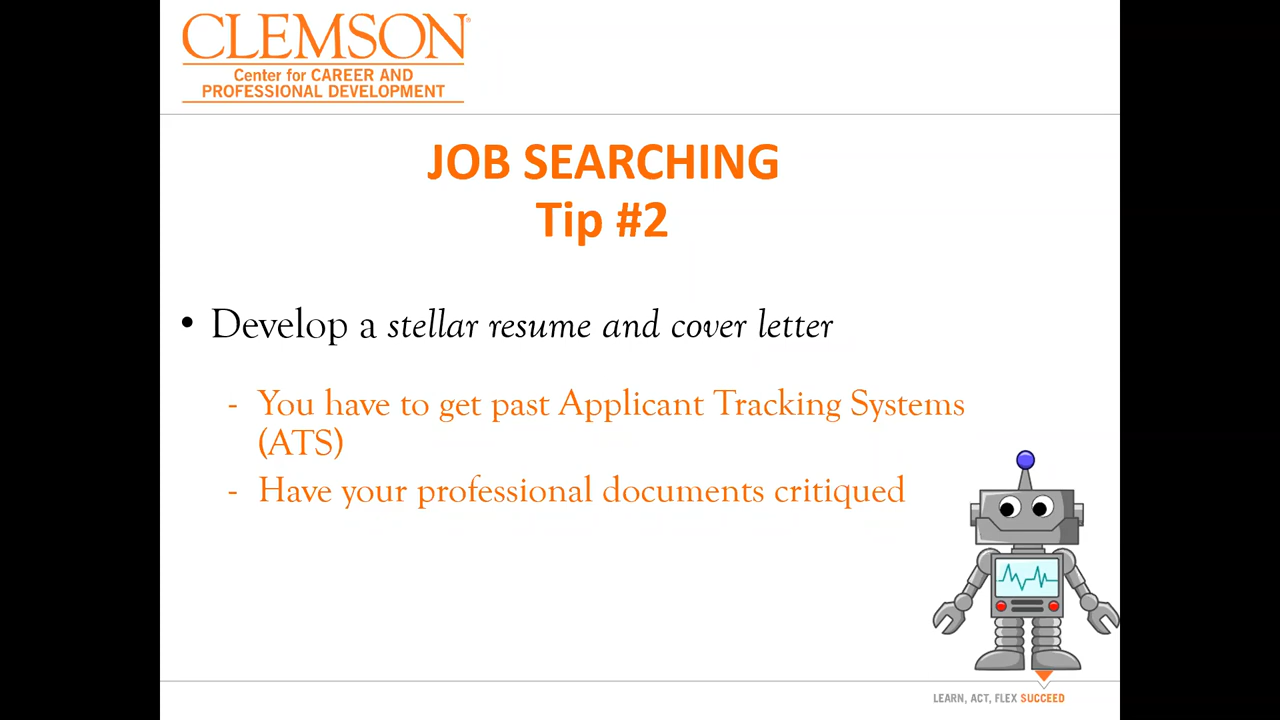 CLEMSON®
Center for CAREER AND
PROFESSIONAL DEVELOPMENT
JOB SEARCHING
Tip #2
• Develop a stellar resume and cover letter
- You have to get past Applicant Tracking Systems
(ATS)
- Have your professional documents critiqued
LEARN, ACT, FLEX SUCCEED